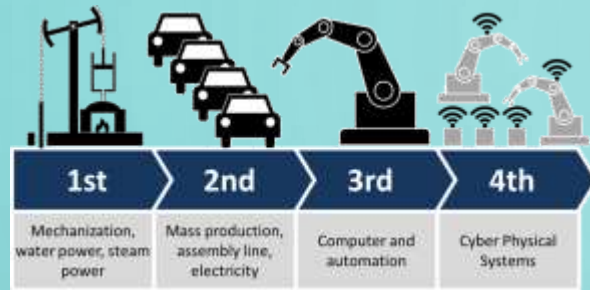 1st
2nd
3rd
4th
Mechanization,
water power, steam
power
Mass production,
assembly line,
electricity
Computer and
automation
Cyber Physical
Systems